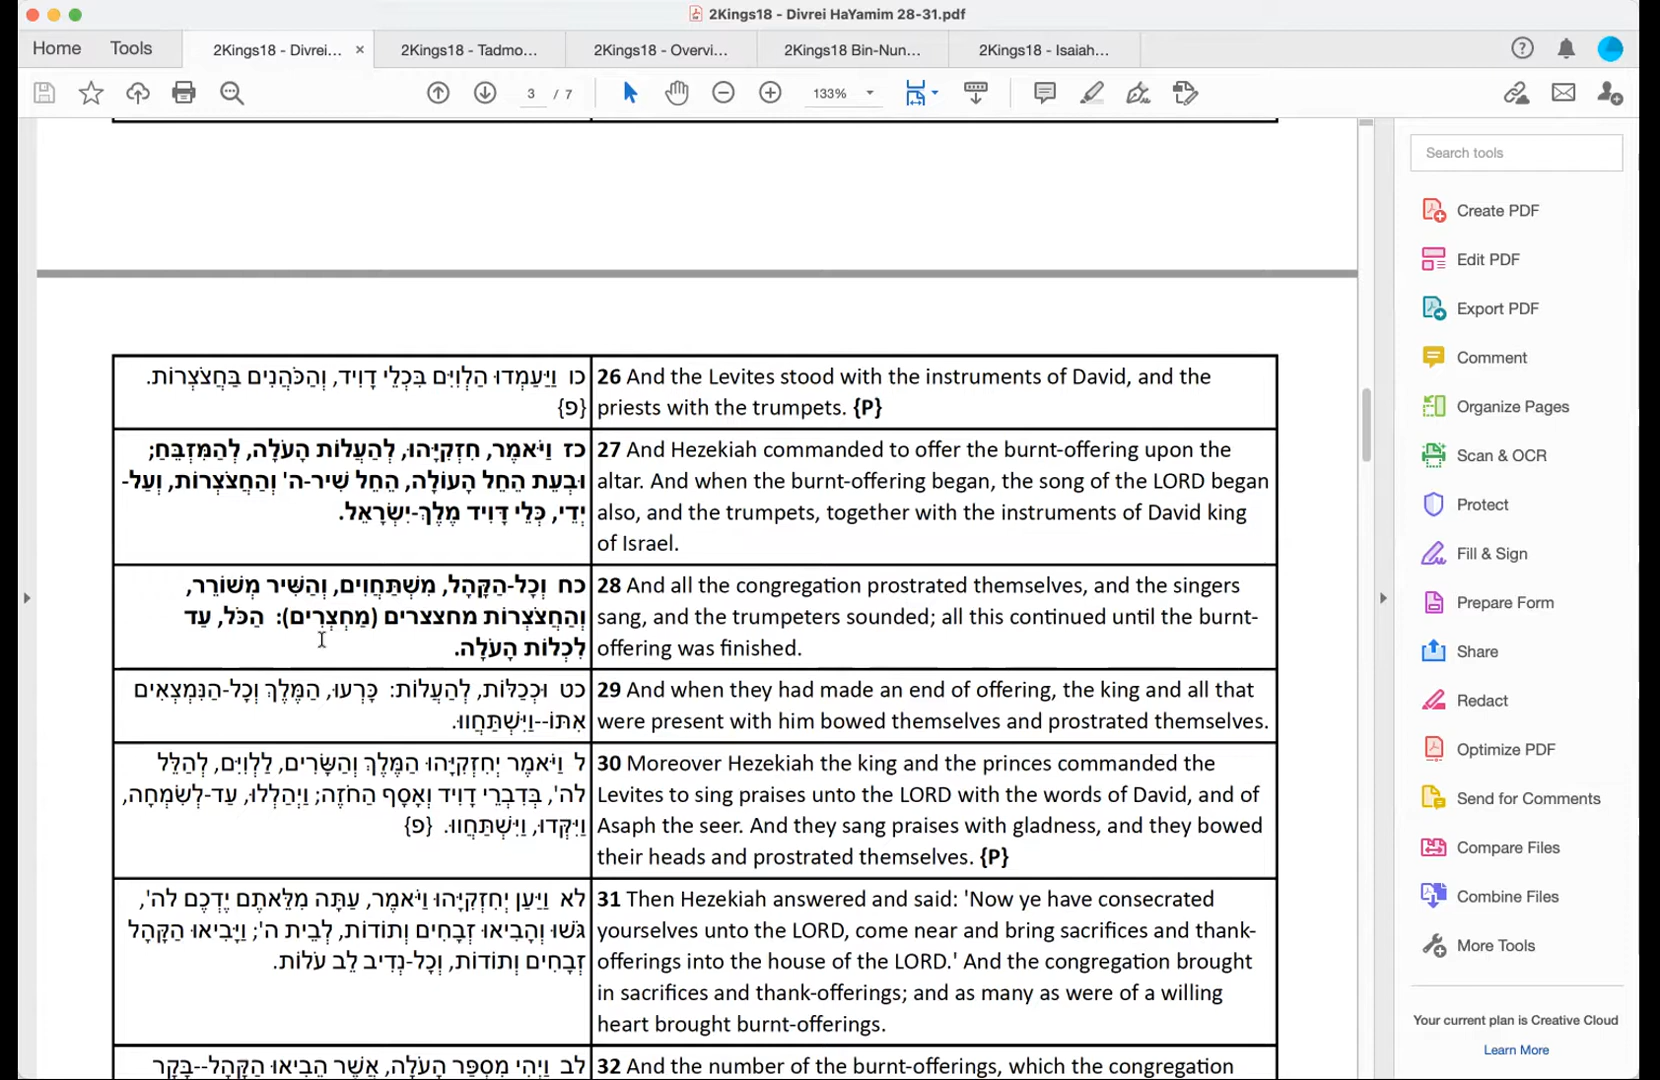 2Kings18 - Divrei HaYamim 28-31.pdf
Home
Tools
2Kings18 - Divrei...
2Kings18 - Tadmo...
2Kings18 - Overvi...
2Kings18 Bin-Nun...
2Kings18 - Isaiah...
3 / 7
133%
כו וַיַּעַמְדוּ הַלְוִיִּם בִּכְלֵי דָוִיד, וְהַכֹּהֲנִים בַּחֲצֹצְרוֹת.
{פ}
26 And the Levites stood with the instruments of David, and the
priests with the trumpets. {P}
כז וַיֹּאמֶר, חִזְקִיָּהוּ, לְהַעֲלוֹת הָעֹלָה, לְהַמִּזְבֵּחַ;
וּבְעֵת הֵחֵל הָעוֹלָה, הֵחֵל שִׁיר-ה' וְהַחֲצֹצְרוֹת, וְעַל-
יְדֵי, כְּלֵי דָּוִיד מֶלֶךְ-יִשְׂרָאֵל.
27 And Hezekiah commanded to offer the burnt-offering upon the
altar. And when the burnt-offering began, the song of the LORD began
also, and the trumpets, together with the instruments of David king
of Israel.
כח וְכָל-הַקָּהָל, מִשְׁתַּחֲוִים, וְהַשִּׁיר מְשׁוֹרֵר,
וְהַחֲצֹצְרוֹת מחצצרים (מַחְצְרִים): הַכֹּל, עַד
לִכְלוֹת הָעֹלָה.
28 And all the congregation prostrated themselves, and the singers
sang, and the trumpeters sounded; all this continued until the burnt-
offering was finished.
כט וּכְכַלּוֹת, לְהַעֲלוֹת: כָּרְעוּ, הַמֶּלֶךְ וְכָל-הַנִּמְצְאִים
אִתּוֹ--וַיִּשְׁתַּחֲווּ.
29 And when they had made an end of offering, the king and all that
were present with him bowed themselves and prostrated themselves.
ל וַיֹּאמֶר יְחִזְקִיָּהוּ הַמֶּלֶךְ וְהַשָּׂרִים, לַלְוִיִּם, לְהַלֵּל
לַה', בְּדִבְרֵי דָוִיד וְאָסָף הַחֹזֶה; וַיְהַלְלוּ, עַד-לְשִׂמְחָה,
וַיִּקְּדוּ, וַיִּשְׁתַּחֲווּ. {פ}
30 Moreover Hezekiah the king and the princes commanded the
Levites to sing praises unto the LORD with the words of David, and of
Asaph the seer. And they sang praises with gladness, and they bowed
their heads and prostrated themselves. {P}
לא וַיַּעַן יְחִזְקִיָּהוּ וַיֹּאמֶר, עַתָּה מִלֵּאתֶם יֶדְכֶם לַה',
גֹּשׁוּ וְהָבִיאוּ זְבָחִים וְתוֹדוֹת, לְבֵית ה'; וַיָּבִיאוּ הַקָּהָל
זְבָחִים וְתוֹדוֹת, וְכָל-נְדִיב לֵב עֹלוֹת.
31 Then Hezekiah answered and said: 'Now ye have consecrated
yourselves unto the LORD, come near and bring sacrifices and thank-
offerings into the house of the LORD.' And the congregation brought
in sacrifices and thank-offerings; and as many as were of a willing
heart brought burnt-offerings.
לב וַיְהִי מִסְפַּר הָעֹלָה, אֲשֶׁר הֵבִיאוּ הַקָּהָל--בָּקָר
32 And the number of the burnt-offerings, which the congregation
Search tools
Create PDF
Edit PDF
Export PDF
Comment
Organize Pages
Scan & OCR
Protect
Fill & Sign
Prepare Form
Share
Redact
Optimize PDF
Send for Comments
Compare Files
Combine Files
More Tools
Your current plan is Creative Cloud
Learn More